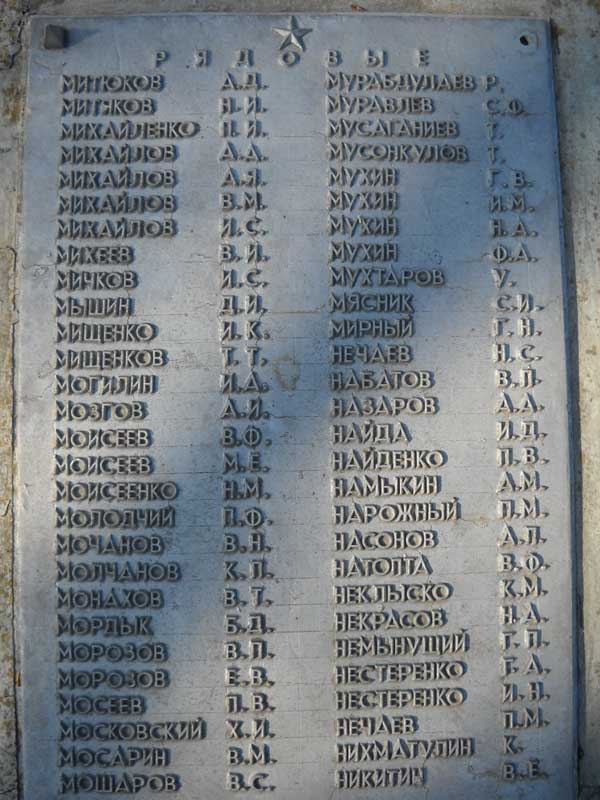 РЯДОВЫЕ
МИТЮКОВ А.Д.
МИТЯКОВ Н.И.
МИХАЙЛЕНКО П.И.
МИХАЙЛОВ А.А.
МИХАЙЛОВ А.Я.
МИХАЙЛОВ В.М.
МИХАЙЛОВ И.С.
МИХЕЕВ В.И.
МИЧКОВ И.С.
МЫШИН Д.И.
МИЩЕНКО И.К.
МИЩЕНКОВ Т.Т.
МОГИЛИН И.А.
МОЗГОВ А.И.
МОИСЕЕВ В.Ф.
МОИСЕЕВ М.Е.
МОИСЕЕНКО Н.М.
МОЛОДЧИЙ П.Ф.
МОЧАНОВ В.Н.
МОЛЧАНОВ К.П.
МОНАХОВ В.Т.
МОРДЫК Б.Д.
МОРОЗОВ В.П.
МОРОЗОВ Е.В.
МОСЕЕВ П.В.
МОСКОВСКИЙ Х.И.
МОСАРИН В.М.
МОШАРОВ В.С.
МУРАБДУЛАЕВ Р.
МУРАВЛЕВ С.Ф.
МУСАГАНИЕВ Т.
МУСОНКУЛОВ Т.
МУХИН Г.В.
МУХИН И.М.
МУХИН Н.А.
МУХИН Ф.А.
МУХТАРОВ У.
МЯСНИК С.И.
МИРНЫЙ Г.Н.
НЕЧАЕВ Н.С.
НАБАТОВ В.П.
НАЗАРОВ А.А.
НАЙДА И.Д.
НАЙДЕНКО П.В.
НАМЫКИН А.М.
НАРОЖНЫЙ П.М.
НАСОНОВ А.П.
НАТОПТА В.Ф.
НЕКЛЫСКО К.М.
НЕКРАСОВ Н.А.
НЕМЫНУЩИЙ Г.П.
НЕСТЕРЕНКО Г.А.
НЕСТЕРЕНКО И.Н.
НЕЧАЕВ П.М.
НИХМАТУЛИН К.
НИКИТИЧ В.Е.